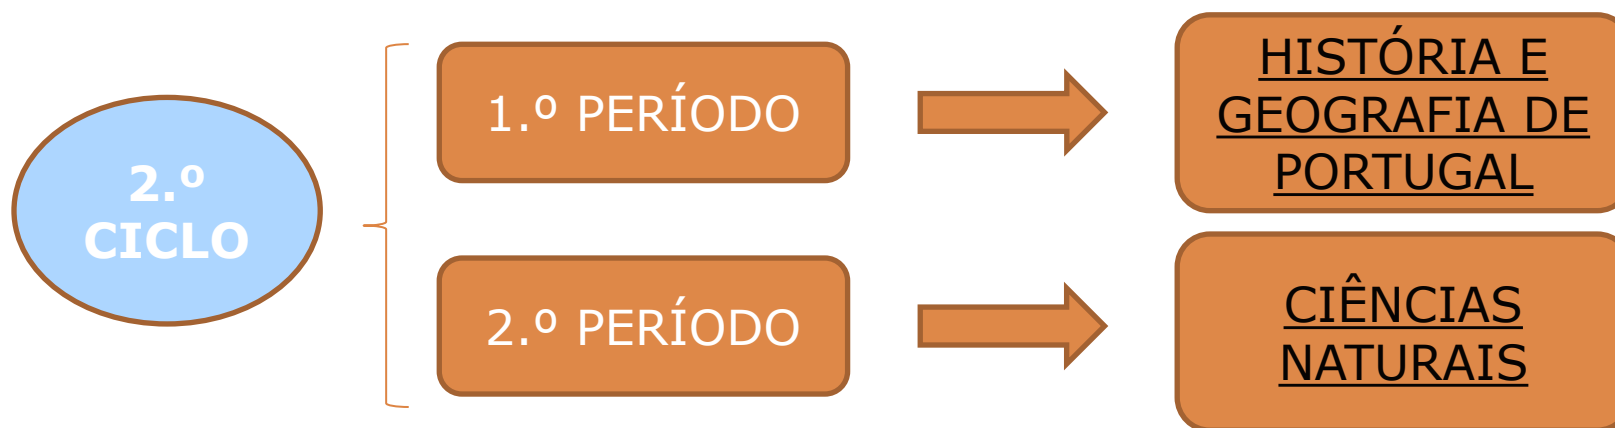 2.º
CICLO
1.º PERÍODO
HISTÓRIA E
GEOGRAFIA DE
PORTUGAL
2.º PERÍODO
CIÊNCIAS
NATURAIS